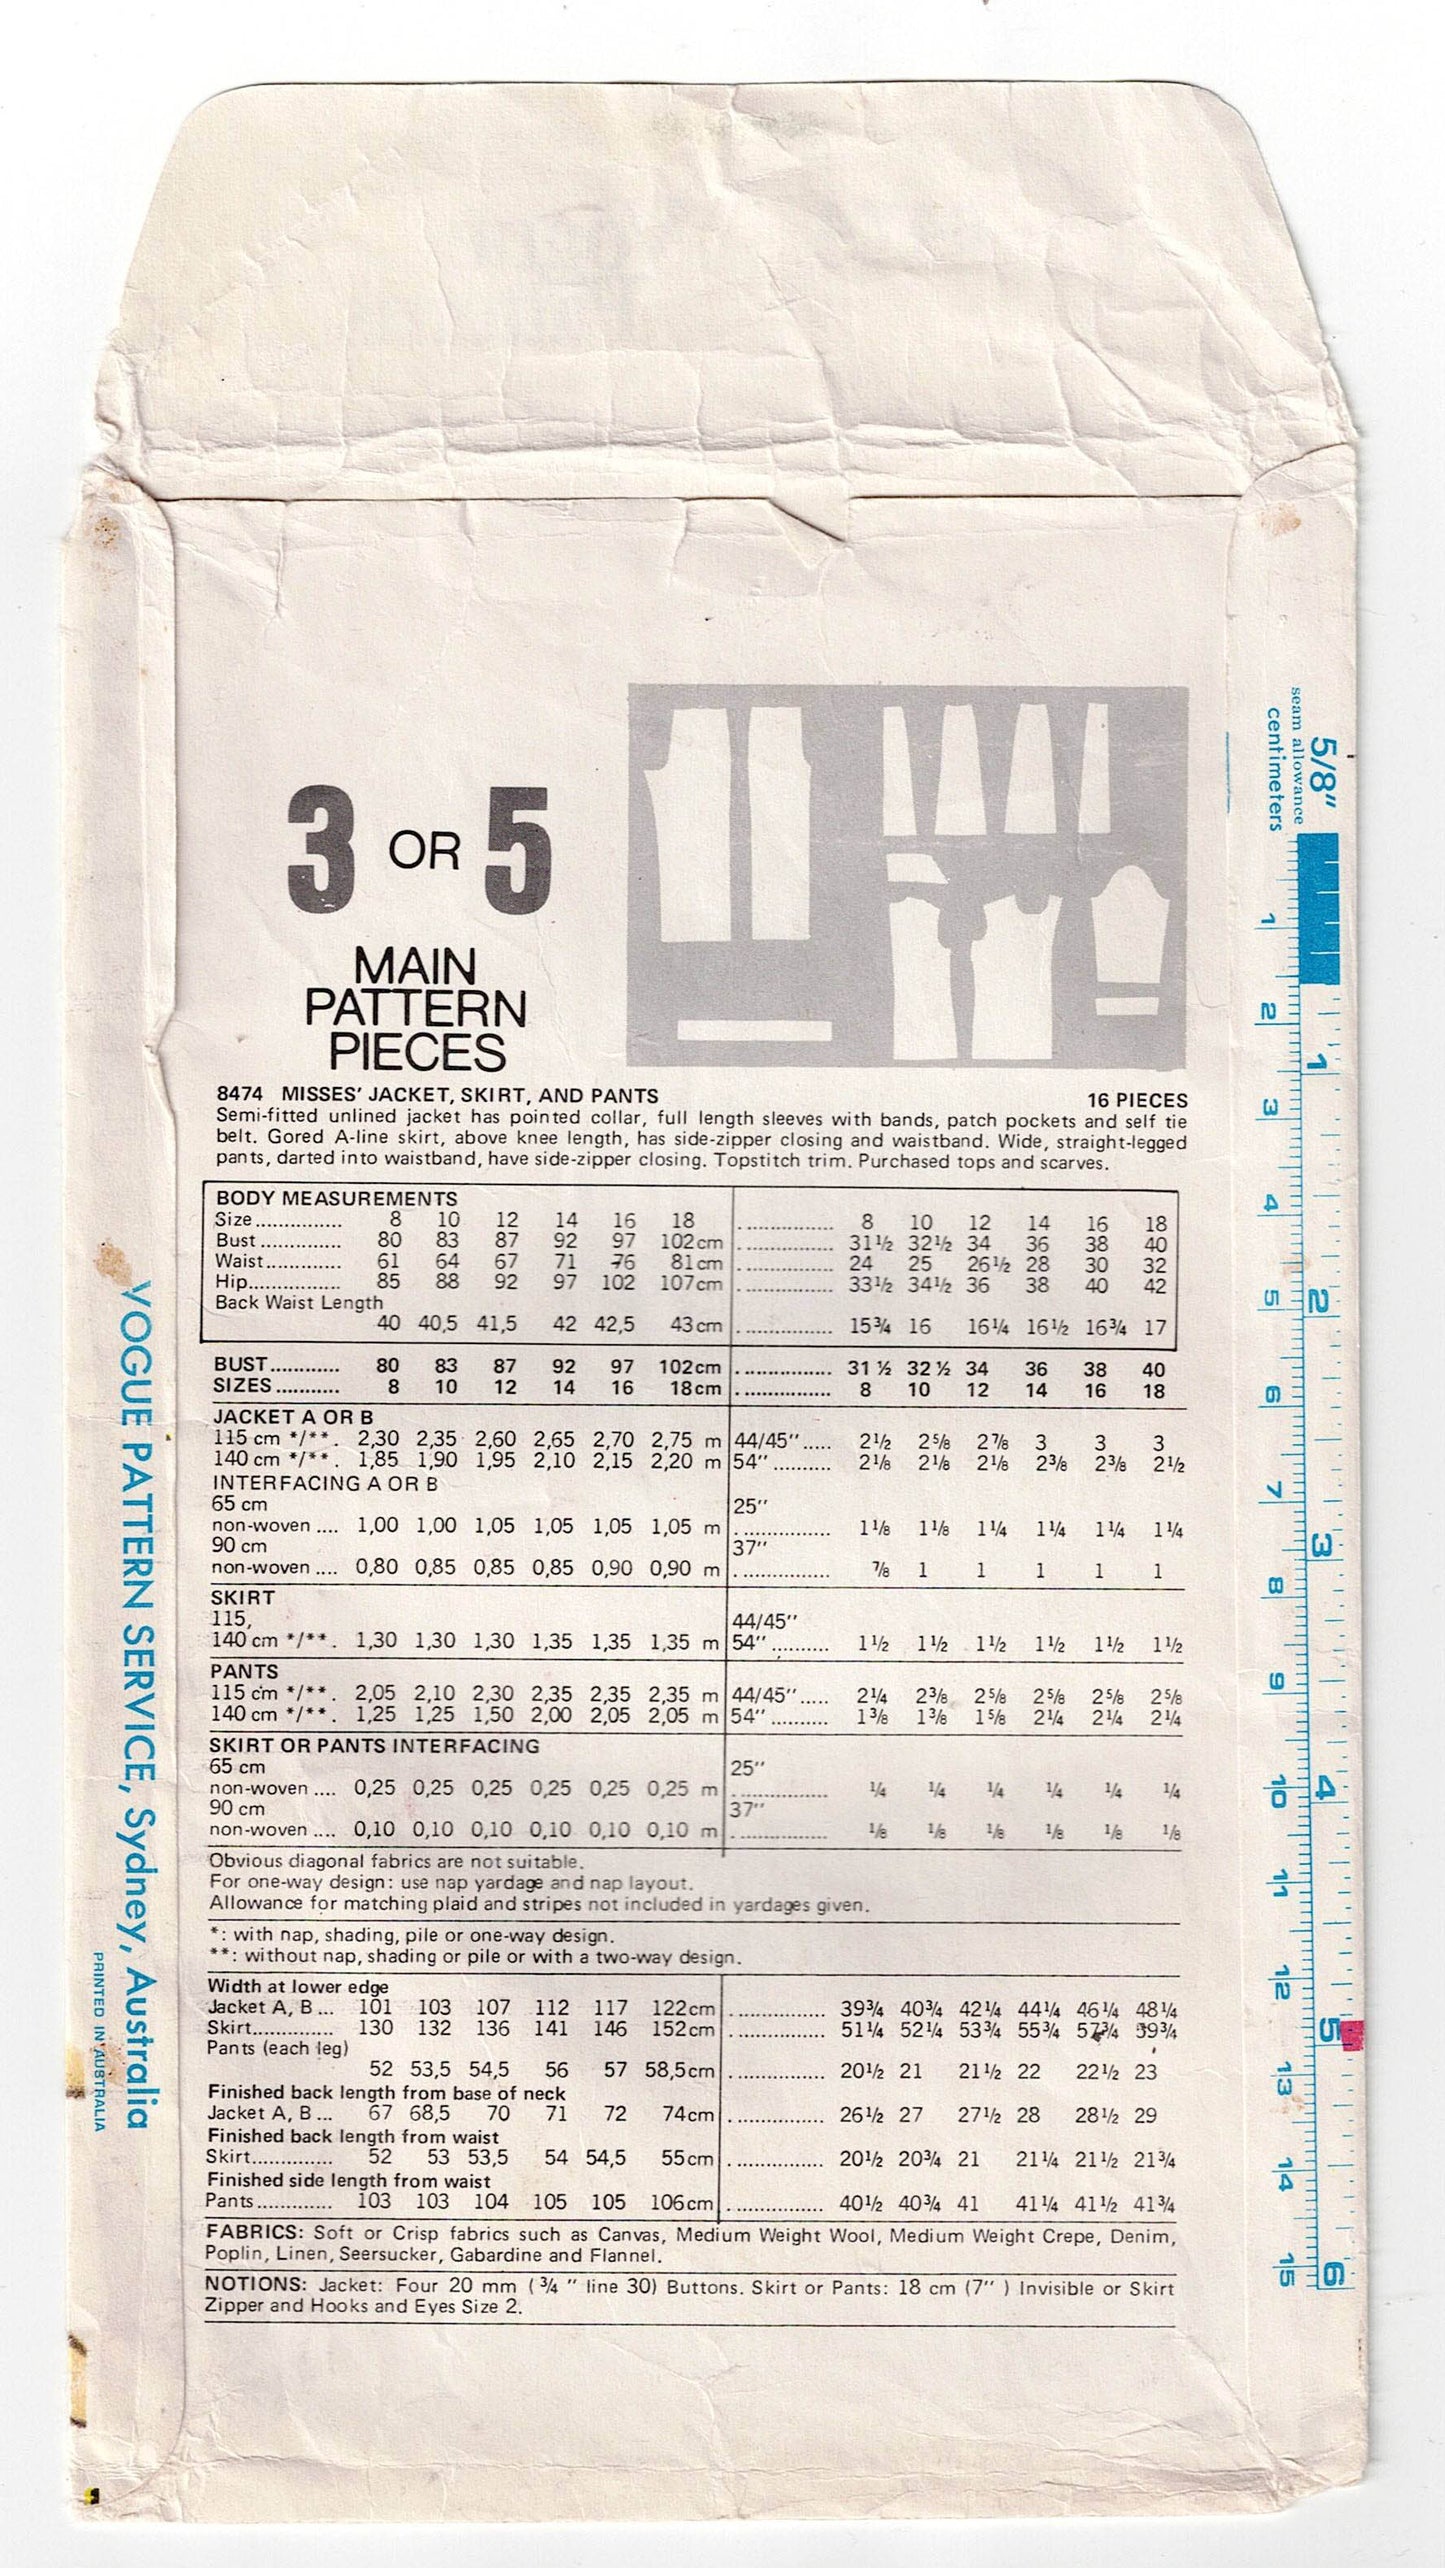 3 OR 5
MAIN
PATTERN
PIECES
8474 MISSES' JACKET, SKIRT, AND PANTS 16 PIECES
Semi-fitted unlined jacket has pointed collar, full length sleeves with bands, patch pockets and self tie
belt. Gored A-line skirt, above knee length, has side-zipper closing and waistband. Wide, straight-legged
pants, darted into waistband, have side-zipper closing. Topstitch trim. Purchased tops and scarves.
BODY MEASUREMENTS
Size............... 8 10 12 14 16 18 ................ 8 10 12 14 16 18
Bust .............. 80 83 87 92 97 102cm ................ 31½ 32½ 34 36 38 40
Waist............. 61 64 67 71 76 81cm ................ 24 25 26½ 28 30 32
Hip................ 85 88 92 97 102 107cm ................ 33½ 34½ 36 38 40 42
Back Waist Length
40 40,5 41,5 42 42,5 43cm ................ 15¾ 16 16¼ 16½ 16¾ 17
BUST............ 80 83 87 92 97 102cm ................ 31½ 32½ 34 36 38 40
SIZES ........... 8 10 12 14 16 18cm ................ 8 10 12 14 16 18
JACKET A OR B
115 cm */**. 2,30 2,35 2,60 2,65 2,70 2,75 m 44/45''..... 2½ 2⅝ 2⅞ 3 3 3
140 cm */**. 1,85 1,90 1,95 2,10 2,15 2,20 m 54''.......... 2⅛ 2⅛ 2⅛ 2⅜ 2⅜ 2½
INTERFACING A OR B
65 cm 25''
non-woven .... 1,00 1,00 1,05 1,05 1,05 1,05 m ................ 1⅛ 1⅛ 1¼ 1¼ 1¼ 1¼
90 cm 37''
non-woven .... 0,80 0,85 0,85 0,85 0,90 0,90 m ................ ⅞ 1 1 1 1 1
SKIRT
115, 44/45''
140 cm */**. 1,30 1,30 1,30 1,35 1,35 1,35 m 54''.......... 1½ 1½ 1½ 1½ 1½ 1½
PANTS
115 cm */**. 2,05 2,10 2,30 2,35 2,35 2,35 m 44/45''..... 2¼ 2⅜ 2⅝ 2⅝ 2⅝ 2⅝
140 cm */**. 1,25 1,25 1,50 2,00 2,05 2,05 m 54''.......... 1⅜ 1⅜ 1⅝ 2¼ 2¼ 2¼
SKIRT OR PANTS INTERFACING
65 cm 25''
non-woven .... 0,25 0,25 0,25 0,25 0,25 0,25 m ................ ¼ ¼ ¼ ¼ ¼ ¼
90 cm 37''
non-woven .... 0,10 0,10 0,10 0,10 0,10 0,10 m ................ ⅛ ⅛ ⅛ ⅛ ⅛ ⅛
Obvious diagonal fabrics are not suitable.
For one-way design: use nap yardage and nap layout.
Allowance for matching plaid and stripes not included in yardages given.
*: with nap, shading, pile or one-way design.
**: without nap, shading or pile or with a two-way design.
Width at lower edge
Jacket A, B... 101 103 107 112 117 122cm ................ 39¾ 40¾ 42¼ 44¼ 46¼ 48¼
Skirt.............. 130 132 136 141 146 152cm ................ 51¼ 52¼ 53¾ 55¾ 57¾ 59¾
Pants (each leg)
52 53,5 54,5 56 57 58,5cm ................ 20½ 21 21½ 22 22½ 23
Finished back length from base of neck
Jacket A, B... 67 68,5 70 71 72 74cm ................ 26½ 27 27½ 28 28½ 29
Finished back length from waist
Skirt.............. 52 53 53,5 54 54,5 55cm ................ 20½ 20¾ 21 21¼ 21½ 21¾
Finished side length from waist
Pants............. 103 103 104 105 105 106cm ................ 40½ 40¾ 41 41¼ 41½ 41¾
FABRICS: Soft or Crisp fabrics such as Canvas, Medium Weight Wool, Medium Weight Crepe, Denim,
Poplin, Linen, Seersucker, Gabardine and Flannel.
NOTIONS: Jacket: Four 20 mm (¾ " line 30) Buttons. Skirt or Pants: 18 cm (7'' ) Invisible or Skirt
Zipper and Hooks and Eyes Size 2.
VOGUE PATTERN SERVICE, Sydney, Australia
PRINTED IN AUSTRALIA
5/8"
seam allowance
centimeters
1 2 3 4 5 6 7 8 9 10 11 12 13 14 15
1 2 3 4 5 6